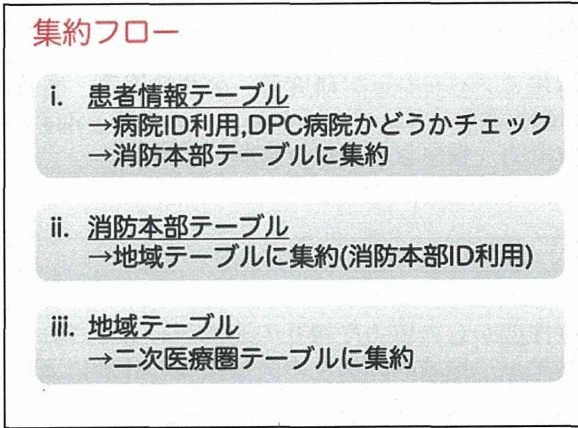 集約フロー
i. 患者情報テーブル
→病院ID利用,DPC病院かどうかチェック
→消防本部テーブルに集約
ii. 消防本部テーブル
→地域テーブルに集約(消防本部ID利用)
iii. 地域テーブル
→二次医療圏テーブルに集約